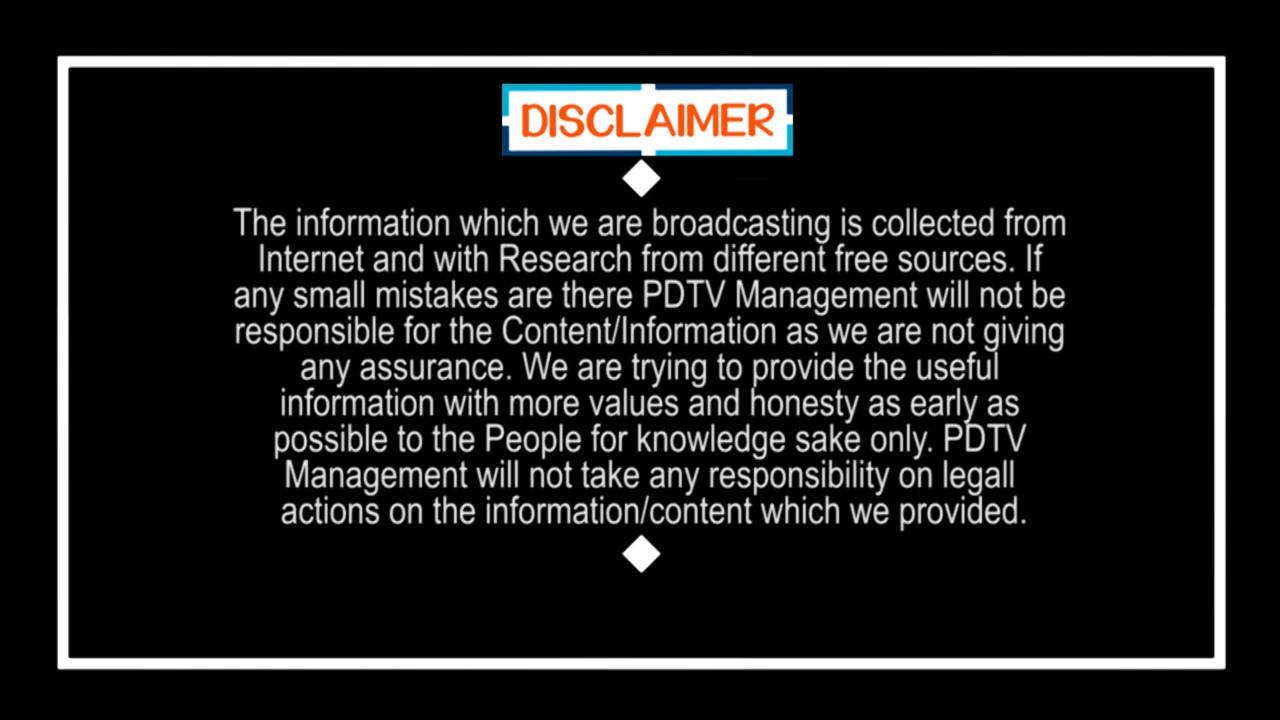 DISCLAIMER
The information which we are broadcasting is collected from
Internet and with Research from different free sources. If
any small mistakes are there PDTV Management will not be
responsible for the Content/Information as we are not giving
any assurance. We are trying to provide the useful
information with more values and honesty as early as
possible to the People for knowledge sake only. PDTV
Management will not take any responsibility on legall
actions on the information/content which we provided.